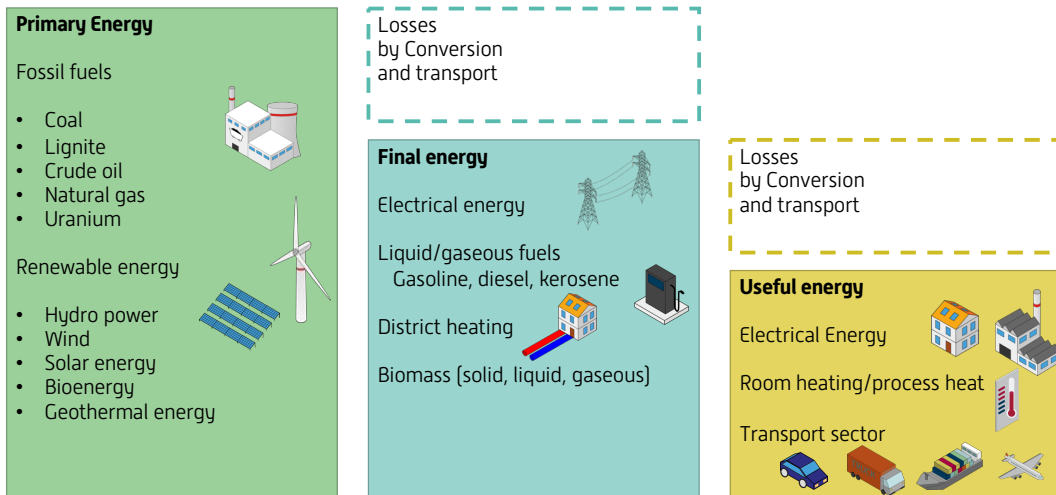 Primary Energy
Fossil fuels
• Coal
• Lignite
• Crude oil
• Natural gas
• Uranium
Renewable energy
• Hydro power
• Wind
• Solar energy
• Bioenergy
• Geothermal energy
Losses
by Conversion
and transport
Final energy
Electrical energy
Liquid/gaseous fuels
Gasoline, diesel, kerosene
District heating
Biomass (solid, liquid, gaseous)
Losses
by Conversion
and transport
Useful energy
Electrical Energy
Room heating/process heat
Transport sector